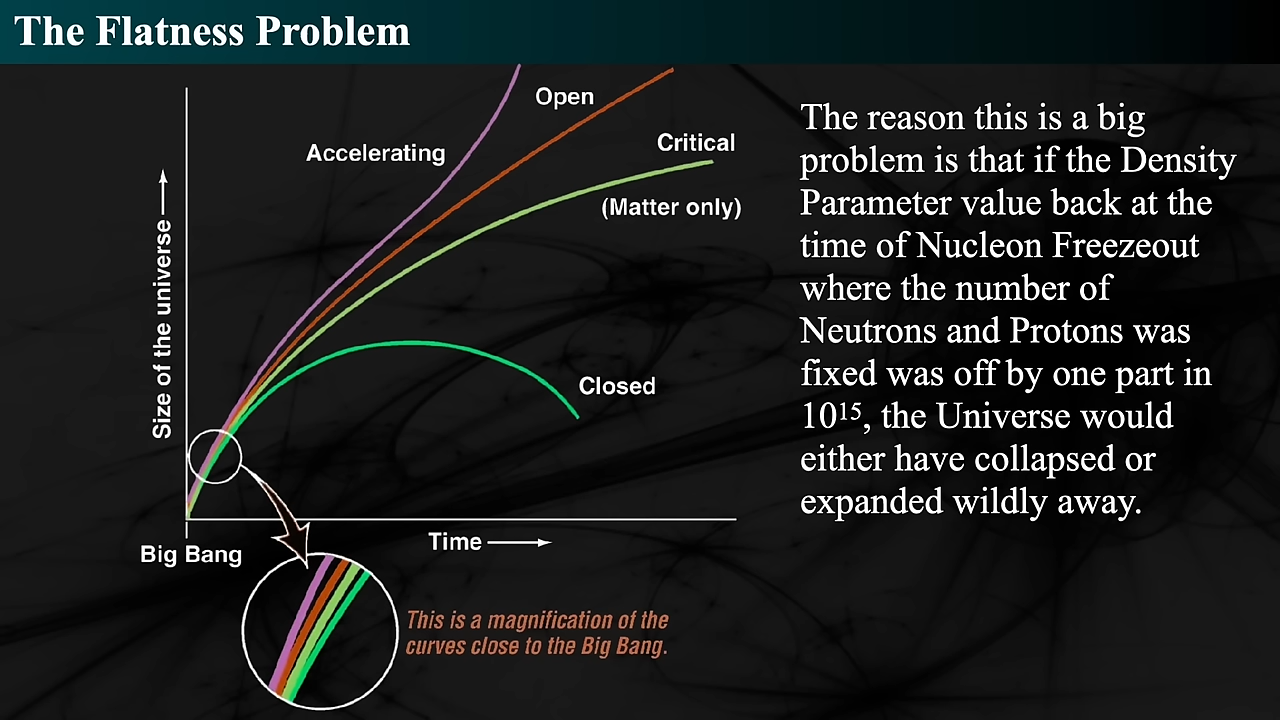 The Flatness Problem
Open
Accelerating
Critical
(Matter only)
Closed
Size of the universe
Big Bang
Time
This is a magnification of the
curves close to the Big Bang.
The reason this is a big
problem is that if the Density
Parameter value back at the
time of Nucleon Freezeout
where the number of
Neutrons and Protons was
fixed was off by one part in
10¹⁵, the Universe would
either have collapsed or
expanded wildly away.